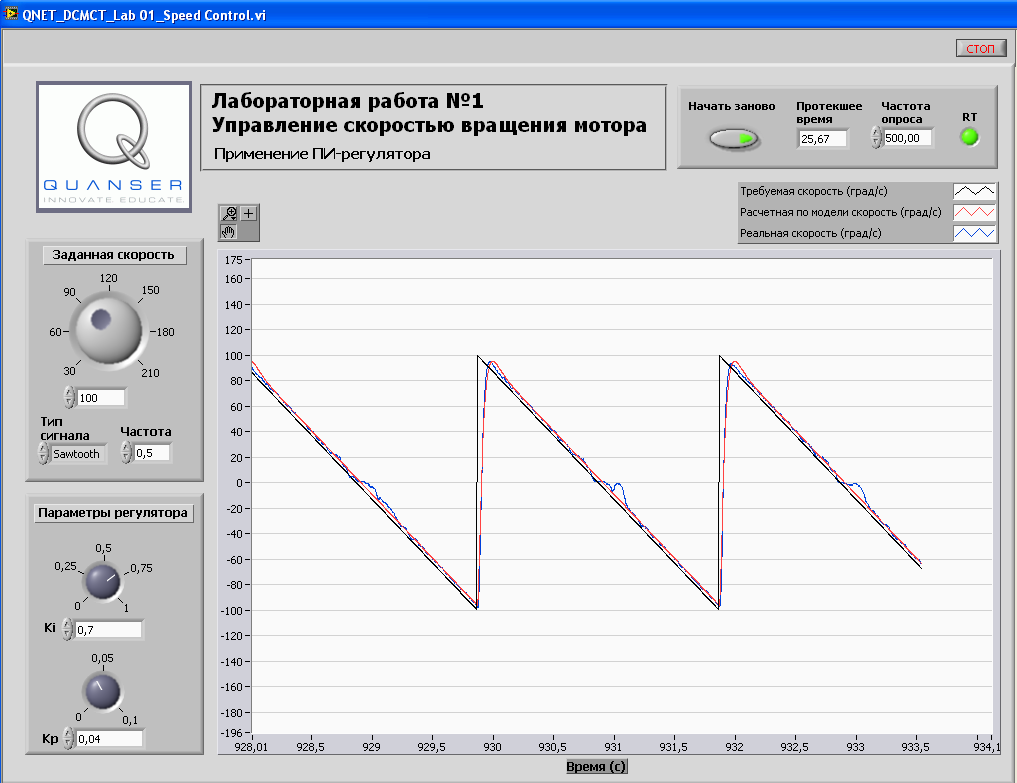 QNET_DCMCT_Lab 01_Speed Control.vi
СТОП
QUANSER
INNOVATE. EDUCATE.
Лабораторная работа №1
Управление скоростью вращения мотора
Применение ПИ-регулятора
Начать заново
Протекшее
время
25,67
Частота
опроса
500,00
RT
Требуемая скорость (град/с)
Расчетная по модели скорость (град/с)
Реальная скорость (град/с)
Заданная скорость
120
90
150
60
180
30
210
100
Тип
сигнала
Sawtooth
Частота
0,5
Параметры регулятора
0,5
0,25
0,75
0
1
Ki
0,7
0,05
0
0,1
Kp
0,04
175
160
140
120
100
80
60
40
20
0
-20
-40
-60
-80
-100
-120
-140
-160
-180
-196
928,01
928,5
929
929,5
930
930,5
931
931,5
932
932,5
933
933,5
934,1
Время (с)